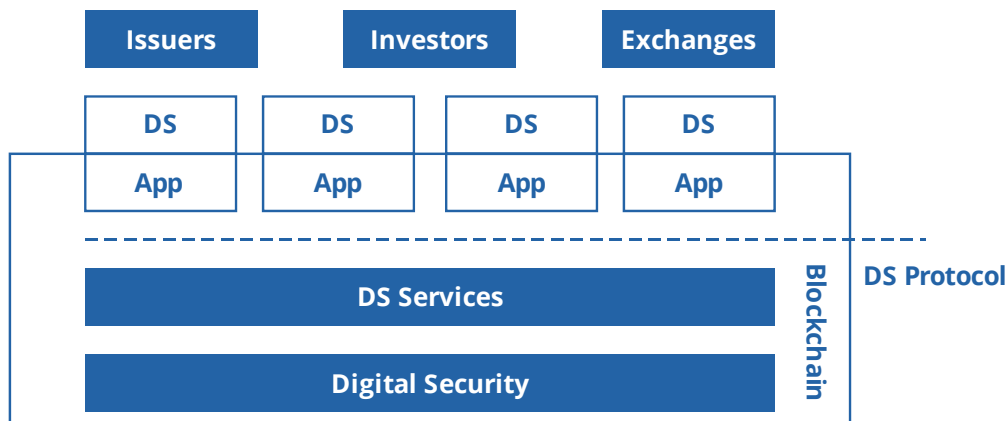 Issuers
Investors
Exchanges
DS
DS
DS
DS
App
App
App
App
DS Services
Digital Security
Blockchain
DS Protocol